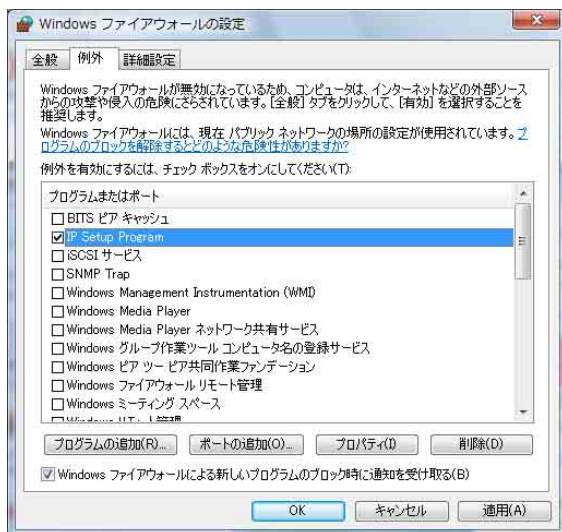 Windows ファイアウォールの設定
全般
例外
詳細設定
Windows ファイアウォールが無効になっているため、コンピュータは、インターネットなどの外部ソース
からの攻撃や侵入の危険にさらされています。[全般] タブをクリックして、[有効] を選択することを
推奨します。
Windows ファイアウォールには、現在 パブリック ネットワークの場所の設定が使用されています。プ
ログラムのブロックを解除するとどのような危険性がありますか?
例外を有効にするには、チェック ボックスをオンにしてください(T):
プログラムまたはポート
BITS ピア キャッシュ
IP Setup Program
iSCSI サービス
SNMP Trap
Windows Management Instrumentation (WMI)
Windows Media Player
Windows Media Player ネットワーク共有サービス
Windows グループ作業ツール コンピュータ名の登録サービス
Windows ピア ツー ピア共同作業ファンデーション
Windows ファイアウォール リモート管理
Windows ミーティング スペース
Windows リモート管理
プログラムの追加(R)...
ポートの追加(O)...
プロパティ(I)
削除(D)
Windows ファイアウォールによる新しいプログラムのブロック時に通知を受け取る(B)
OK
キャンセル
適用(A)